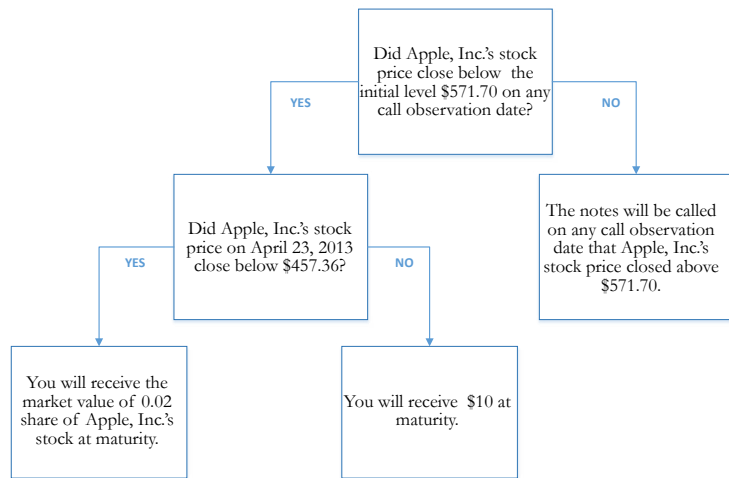 Did Apple, Inc.'s stock
price close below the
initial level $571.70 on any
call observation date?
YES
NO
Did Apple, Inc.'s stock
price on April 23, 2013
close below $457.36?
The notes will be called
on any call observation
date that Apple, Inc.'s
stock price closed above
$571.70.
YES
NO
You will receive the
market value of 0.02
share of Apple, Inc.'s
stock at maturity.
You will receive $10 at
maturity.